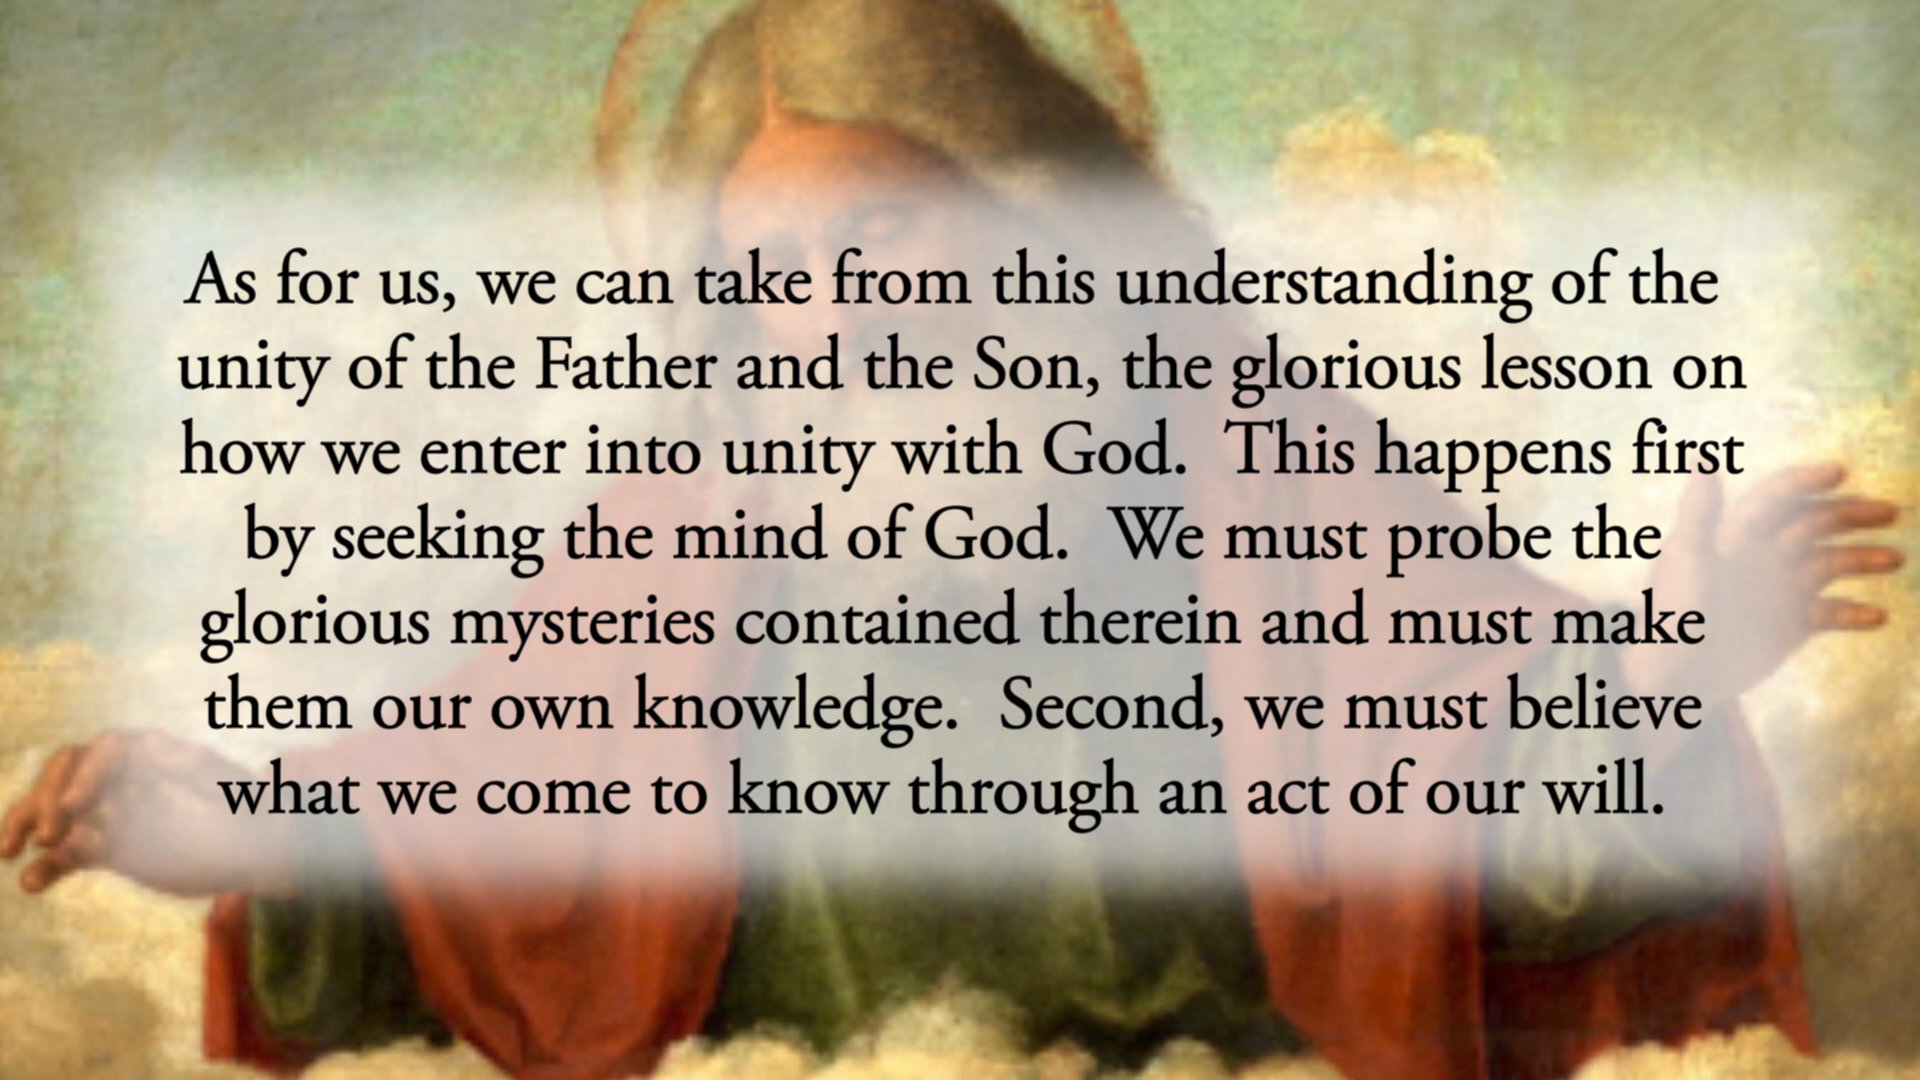 As for us, we can take from this understanding of the
unity of the Father and the Son, the glorious lesson on
how we enter into unity with God.  This happens first
by seeking the mind of God.  We must probe the
glorious mysteries contained therein and must make
them our own knowledge.  Second, we must believe
what we come to know through an act of our will.